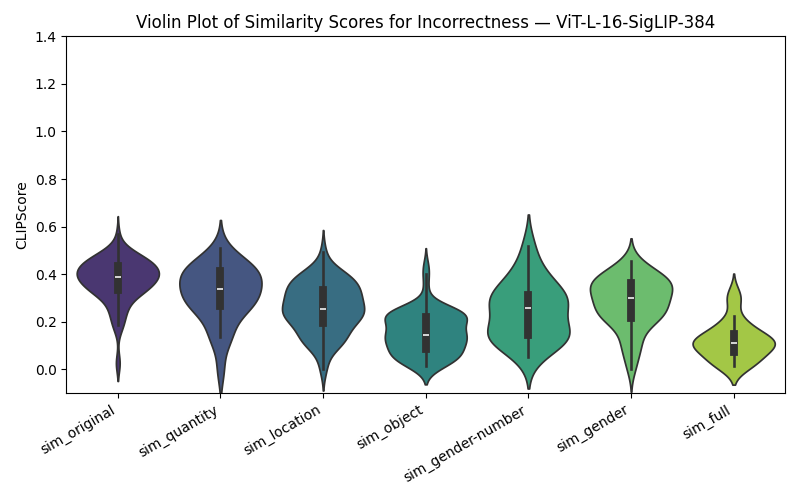 Violin Plot of Similarity Scores for Incorrectness — ViT-L-16-SigLIP-384
CLIPScore
1.4
1.2
1.0
0.8
0.6
0.4
0.2
0.0
sim_original
sim_quantity
sim_location
sim_object
sim_gender-number
sim_gender
sim_full